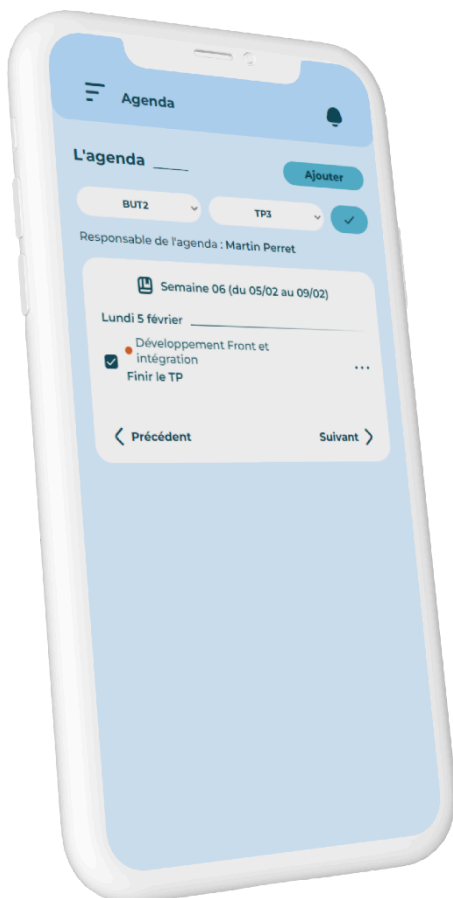 Agenda
L'agenda
Ajouter
BUT2
TP3
Responsable de l'agenda : Martin Perret
Semaine 06 (du 05/02 au 09/02)
Lundi 5 février
Développement Front et
intégration
Finir le TP
...
Précédent
Suivant